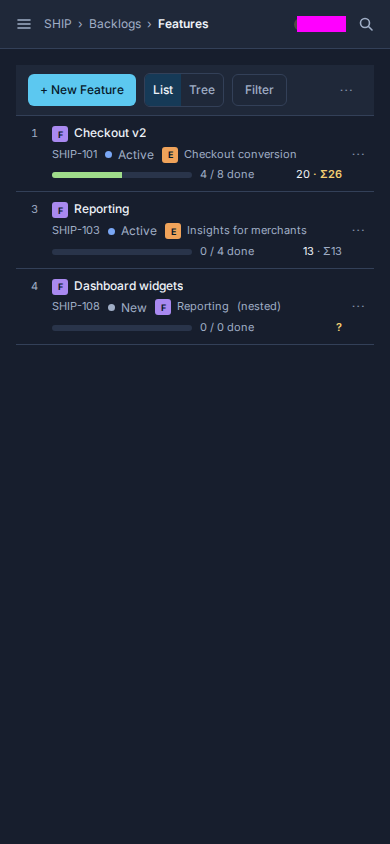 SHIP › Backlogs › Features
+ New Feature List Tree Filter ...
1 F Checkout v2
SHIP-101 Active E Checkout conversion ...
4 / 8 done 20 · Σ26
3 F Reporting
SHIP-103 Active E Insights for merchants ...
0 / 4 done 13 · Σ13
4 F Dashboard widgets
SHIP-108 New F Reporting (nested) ...
0 / 0 done ?